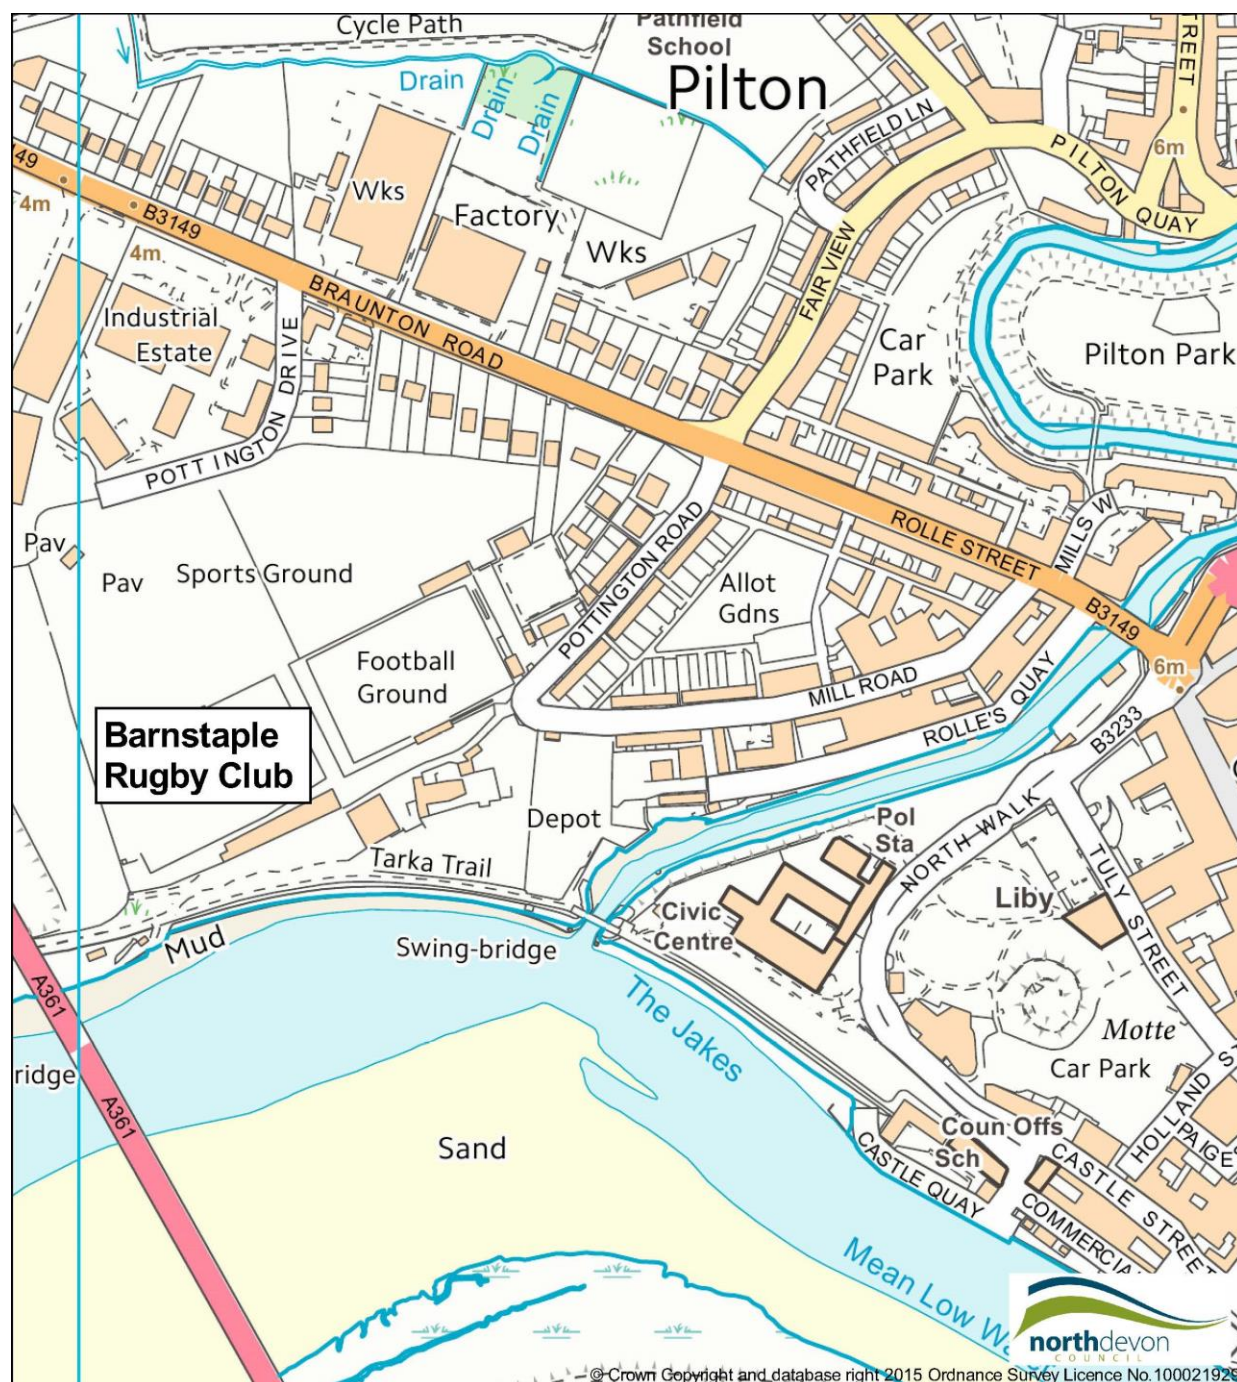 Cycle Path
Pathfield
School
Pilton
STREET
Drain
Drain
Drain
PATHFIELD LN
PILTON QUAY
6m
Wks
Factory
Wks
FAIR VIEW
4m
B3149
4m
BRAUNTON ROAD
Industrial
Estate
POTTINGTON DRIVE
Car
Park
Pilton Park
Pav
Pav
Sports Ground
POTTINGTON ROAD
ROLLE STREET
MILLS W
Allot
Gdns
B3149
6m
Football
Ground
MILL ROAD
ROLLE'S QUAY
B3233
Barnstaple
Rugby Club
Depot
Pol
Sta
NORTH WALK
TULY STREET
Tarka Trail
Liby
Civic
Centre
Mud
Swing-bridge
A361
The Jakes
Motte
Car Park
ridge
A361
HOLLAND S
PAIGE
Sand
Coun Offs
Sch
CASTLE QUAY
CASTLE STREET
COMMERCIA
Mean Low Wa
northdevon
COUNCIL
© Crown Copyright and database right 2015 Ordnance Survey Licence No. 100021929